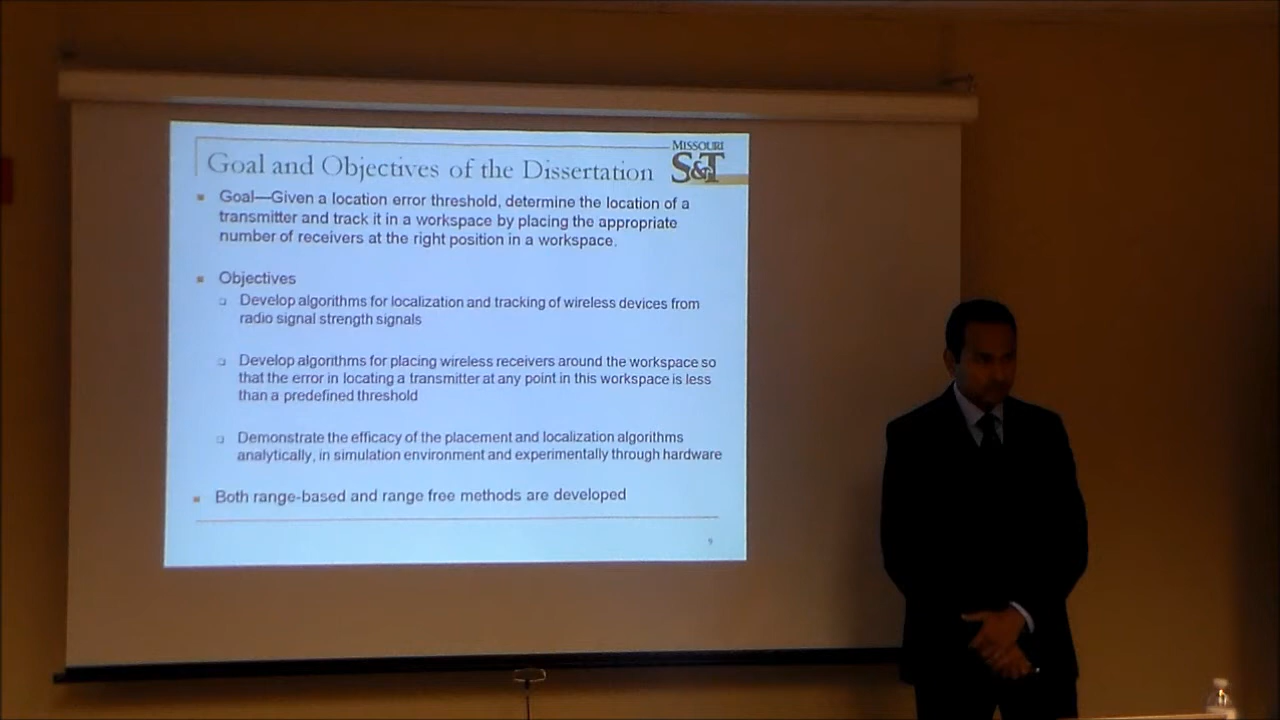 MISSOURI
S&T
Goal and Objectives of the Dissertation
Goal—Given a location error threshold, determine the location of a
transmitter and track it in a workspace by placing the appropriate
number of receivers at the right position in a workspace.
Objectives
Develop algorithms for localization and tracking of wireless devices from
radio signal strength signals
Develop algorithms for placing wireless receivers around the workspace so
that the error in locating a transmitter at any point in this workspace is less
than a predefined threshold
Demonstrate the efficacy of the placement and localization algorithms
analytically, in simulation environment and experimentally through hardware
Both range-based and range free methods are developed
9